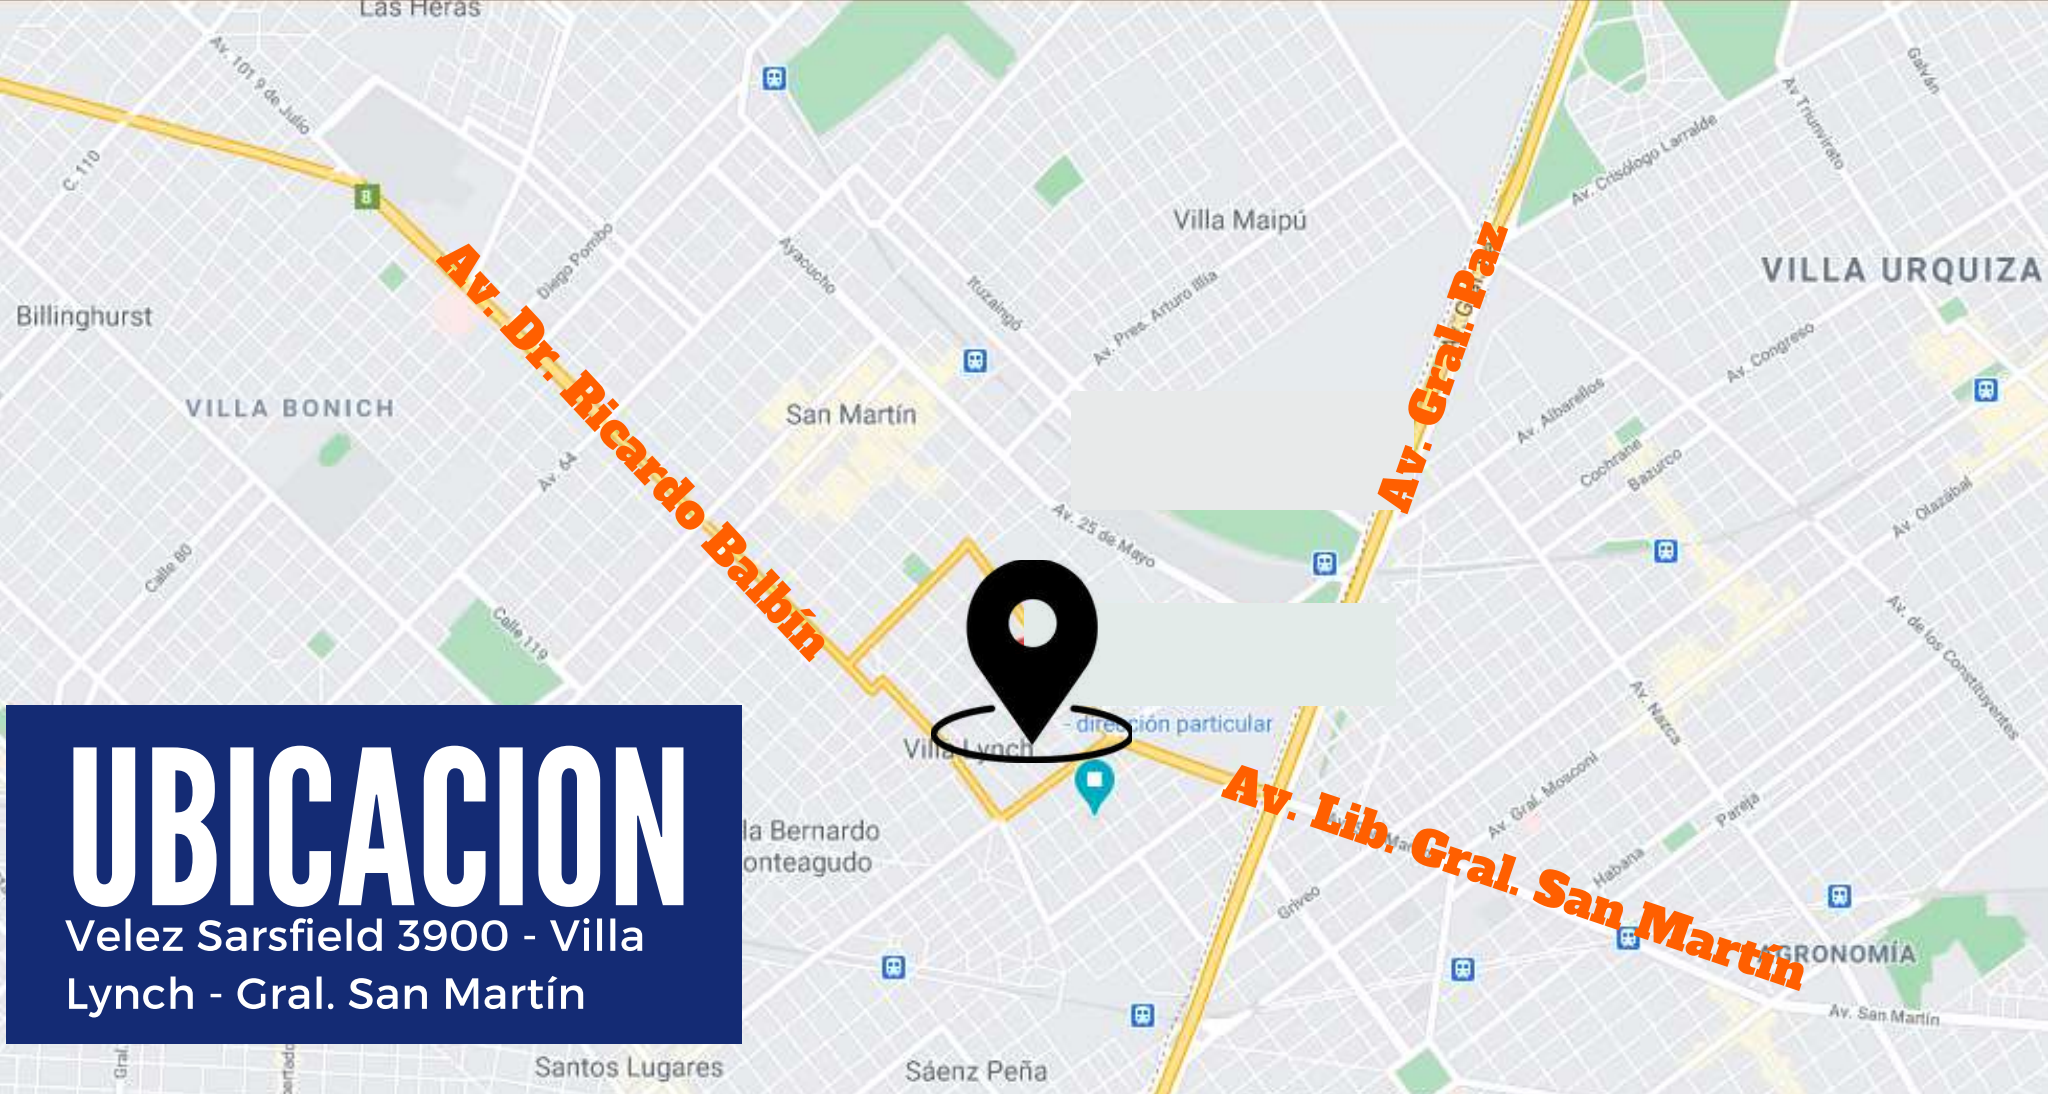 Las Heras
Av. 101 9 de Julio
Galván
Av Triunvirato
Av. Crisólogo Larralde
C. 110
8
Villa Maipú
Diego Pombo
Ayacucho
Ituzaingó
Av. Pres. Arturo Illia
VILLA URQUIZA
Billinghurst
Av. Dr. Ricardo Balbín
Av. Gral. Paz
Av. Congreso
VILLA BONICH
San Martín
Av. Albarellos
Cochrane
Bazurco
Av. 64
Av. Olazábal
Av. 25 de Mayo
Calle 80
Calle 119
Av. de los Constituyentes
Av. Nazca
- dirección particular
Villa Lynch
Av. Gral. Mosconi
Pareja
Av. Lib. Gral. San Martín
la Bernardo
onteagudo
Habana
Griveo
UBICACION
Velez Sarsfield 3900 - Villa
Lynch - Gral. San Martín
GRONOMÍA
Av. San Martín
Santos Lugares
Sáenz Peña
Gral.